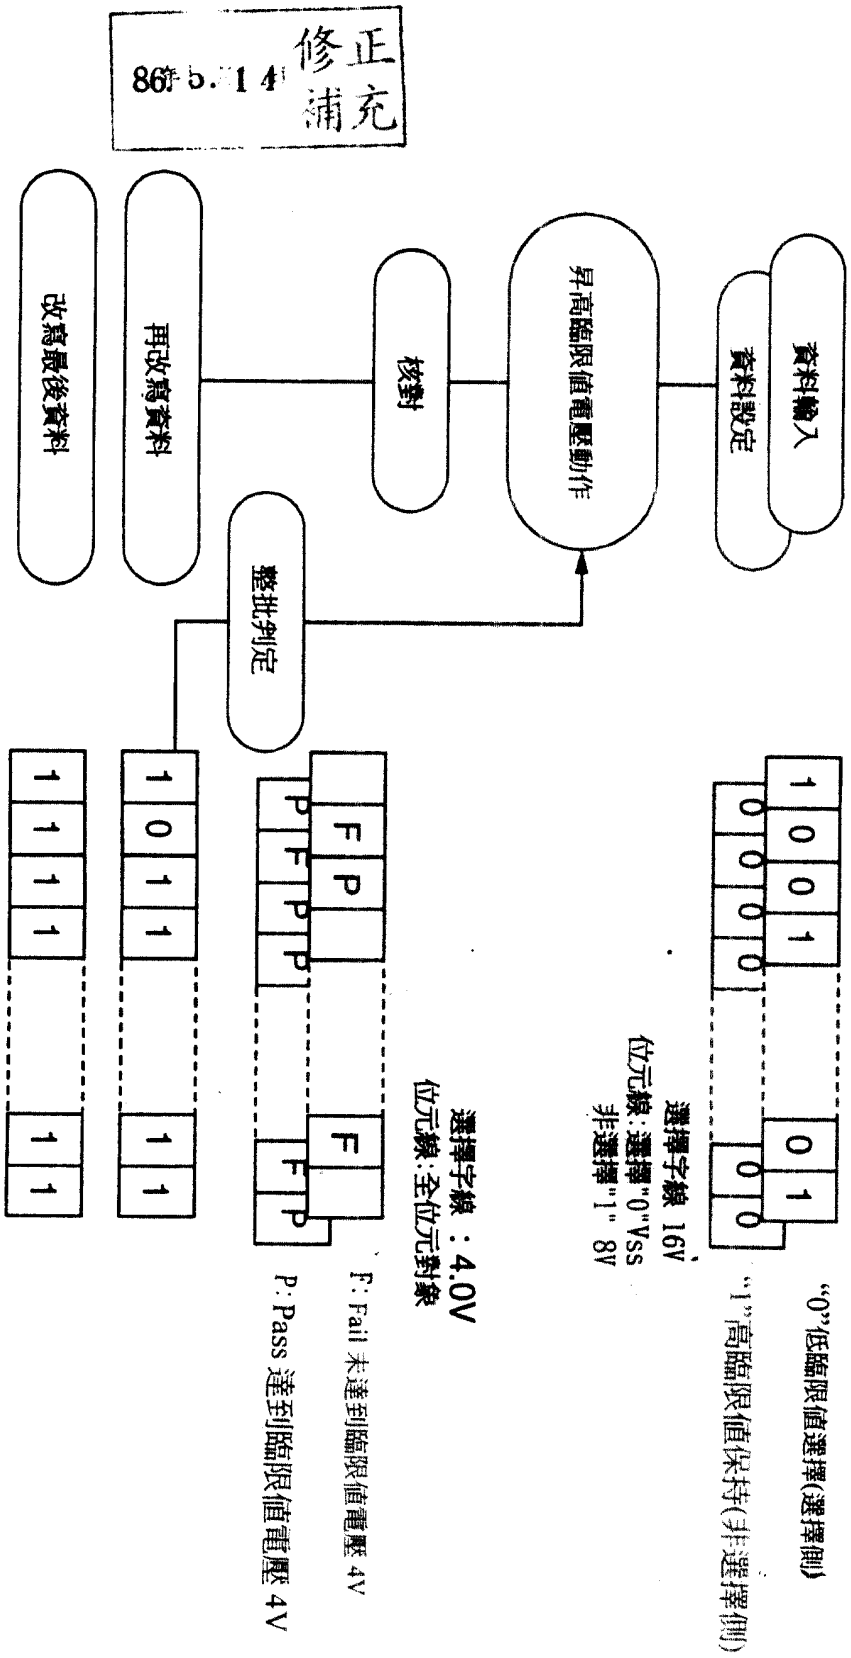 修正
補充
86年5.14
資料輸入
資料設定
1 0 0 1 0 1
0 0 0 0 0 0
"0"低臨限值選擇(選擇側)
"1"高臨限值保持(非選擇側)
昇高臨限值電壓動作
選擇字線 16V
位元線:選擇"0"Vss
非選擇"1" 8V
核對
選擇字線 : 4.0V
位元線:全位元對象
F P F
P F P P F P
F: Fail 未達到臨限值電壓 4V
P: Pass 達到臨限值電壓 4V
整批判定
再改寫資料
1 0 1 1 1 1
改寫最後資料
1 1 1 1 1 1